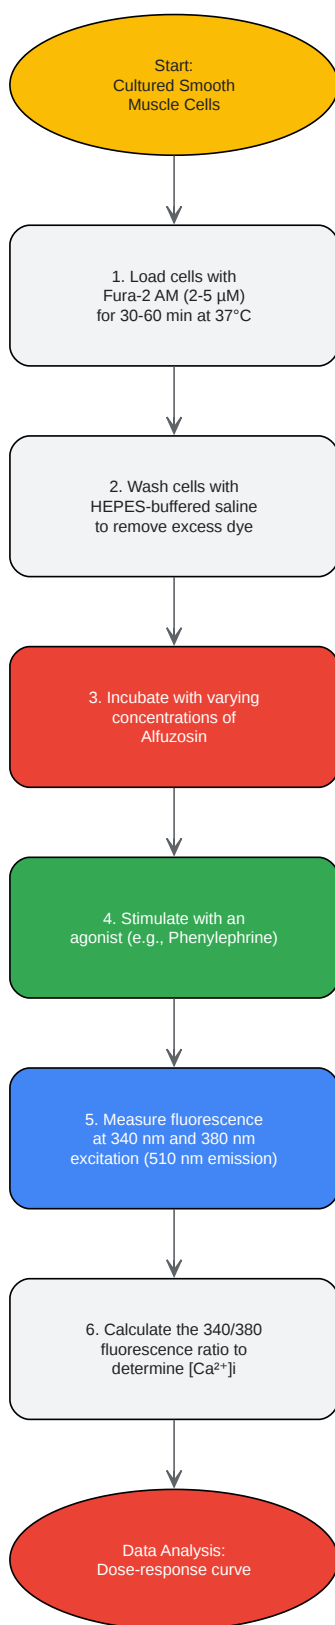 Start:
Cultured Smooth
Muscle Cells
1. Load cells with
Fura-2 AM (2-5 µM)
for 30-60 min at 37°C
2. Wash cells with
HEPES-buffered saline
to remove excess dye
3. Incubate with varying
concentrations of
Alfuzosin
4. Stimulate with an
agonist (e.g., Phenylephrine)
5. Measure fluorescence
at 340 nm and 380 nm
excitation (510 nm emission)
6. Calculate the 340/380
fluorescence ratio to
determine [Ca²⁺]i
Data Analysis:
Dose-response curve